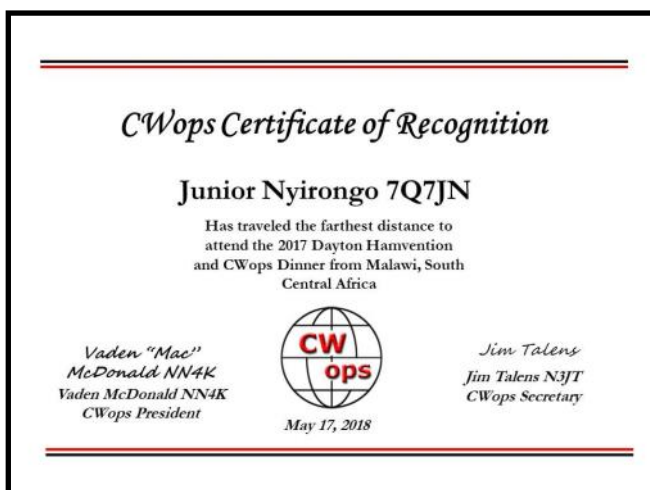 CWops Certificate of Recognition
Junior Nyirongo 7Q7JN
Has traveled the farthest distance to
attend the 2017 Dayton Hamvention
and CWops Dinner from Malawi, South
Central Africa
Vaden "Mac"
McDonald NN4K
Vaden McDonald NN4K
CWops President
CW
ops
May 17, 2018
Jim Talens
Jim Talens N3JT
CWops Secretary